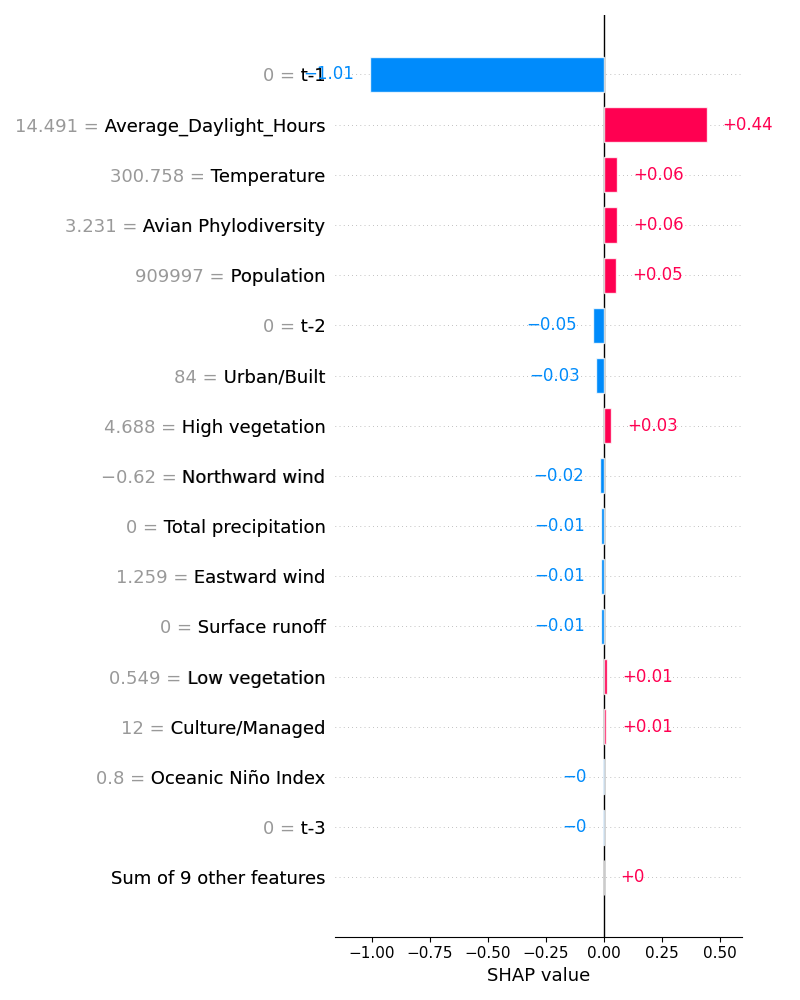 0 = t-1 −1.01
14.491 = Average_Daylight_Hours +0.44
300.758 = Temperature +0.06
3.231 = Avian Phylodiversity +0.06
909997 = Population +0.05
0 = t-2 −0.05
84 = Urban/Built −0.03
4.688 = High vegetation +0.03
−0.62 = Northward wind −0.02
0 = Total precipitation −0.01
1.259 = Eastward wind −0.01
0 = Surface runoff −0.01
0.549 = Low vegetation +0.01
12 = Culture/Managed +0.01
0.8 = Oceanic Niño Index −0
0 = t-3 −0
Sum of 9 other features +0
−1.00 −0.75 −0.50 −0.25 0.00 0.25 0.50
SHAP value